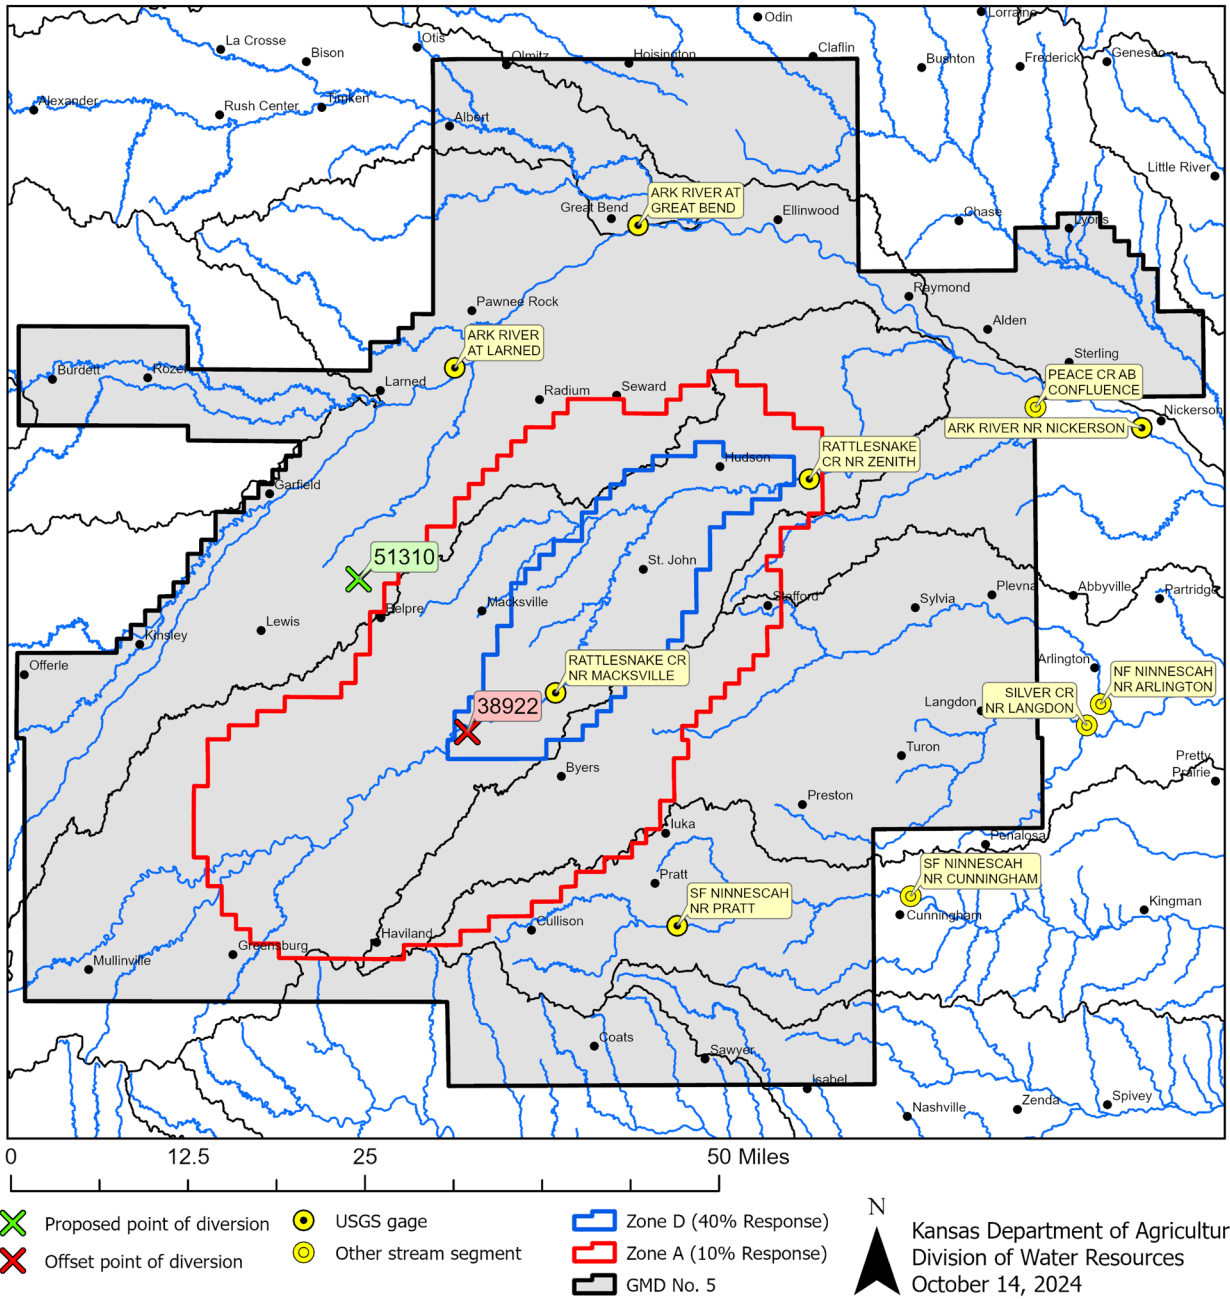 Odin
Lorraine
La Crosse
Otis
Bison
Olmitz
Hoisington
Claflin
Bushton
Frederick
Geneseo
Alexander
Rush Center
Timken
Albert
Little River
ARK RIVER AT
GREAT BEND
Great Bend
Ellinwood
Chase
Lyons
Pawnee Rock
Raymond
Alden
ARK RIVER
AT LARNED
Sterling
Burdett
Rozel
Larned
Radium
Seward
PEACE CR AB
CONFLUENCE
Nickerson
ARK RIVER NR NICKERSON
RATTLESNAKE
CR NR ZENITH
Hudson
Garfield
51310
St. John
Macksville
Belpre
Stafford
Sylvia
Plevna
Abbyville
Partridge
Lewis
Kinsley
Offerle
RATTLESNAKE CR
NR MACKSVILLE
Arlington
NF NINNESCAH
NR ARLINGTON
SILVER CR
NR LANGDON
Langdon
38922
Turon
Pretty
Prairie
Byers
Preston
Iuka
Penalosa
SF NINNESCAH
NR CUNNINGHAM
Pratt
SF NINNESCAH
NR PRATT
Cunningham
Kingman
Cullison
Haviland
Greensburg
Mullinville
Coats
Sawyer
Isabel
Nashville
Zenda
Spivey
0 12.5 25 50 Miles
Proposed point of diversion
Offset point of diversion
USGS gage
Other stream segment
Zone D (40% Response)
Zone A (10% Response)
GMD No. 5
N
Kansas Department of Agricultur
Division of Water Resources
October 14, 2024